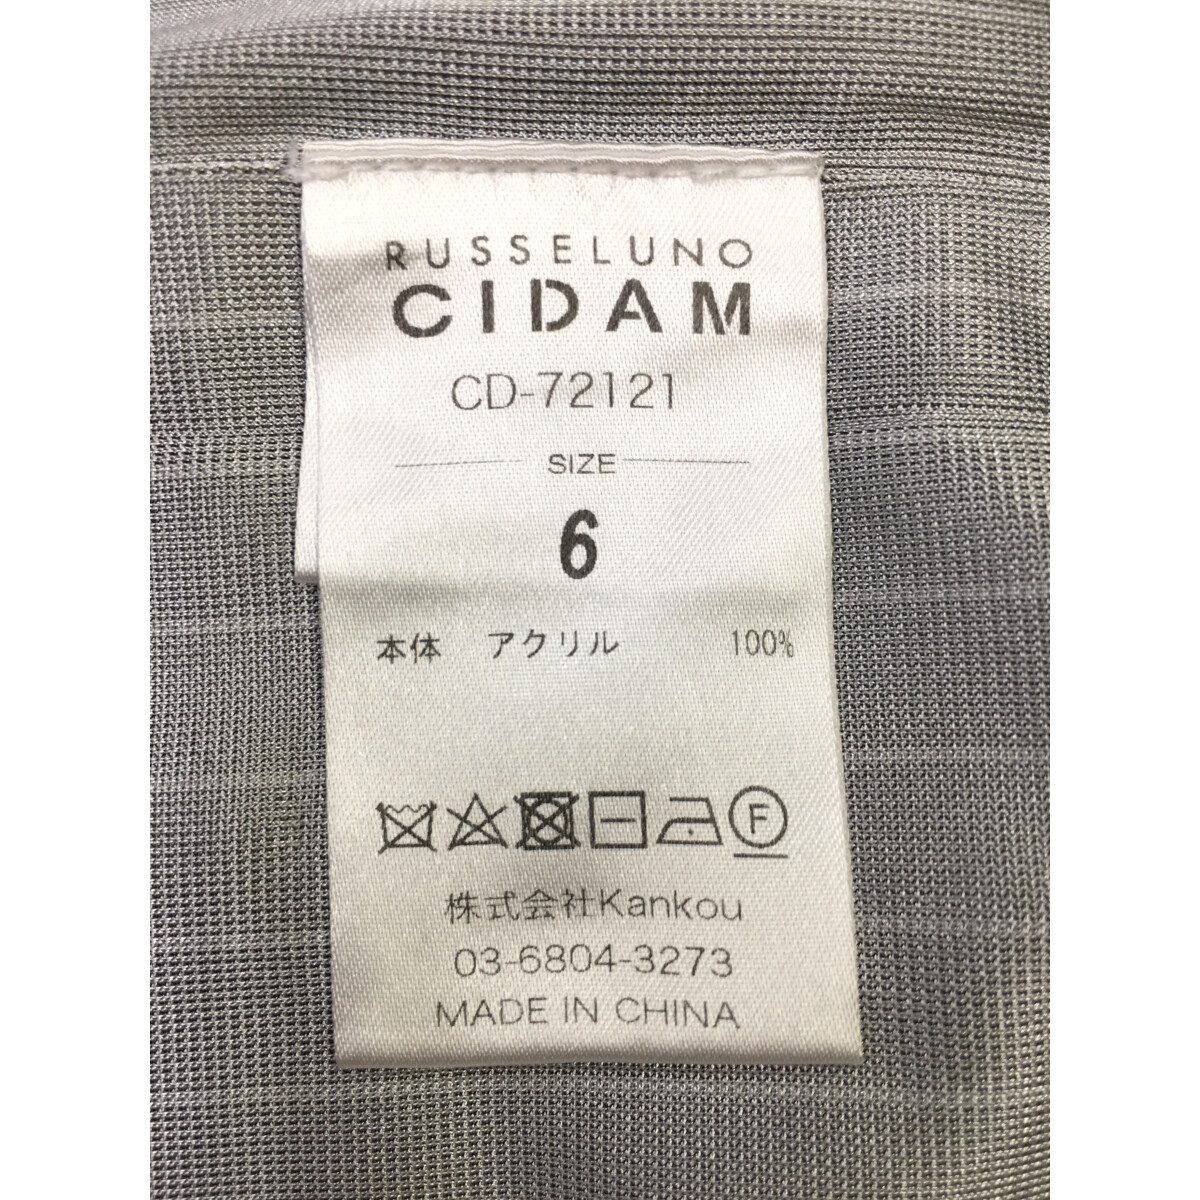 RUSSELUNO
CIDAM
CD-72121
SIZE
6
本体 アクリル 100%
F
株式会社Kankou
03-6804-3273
MADE IN CHINA